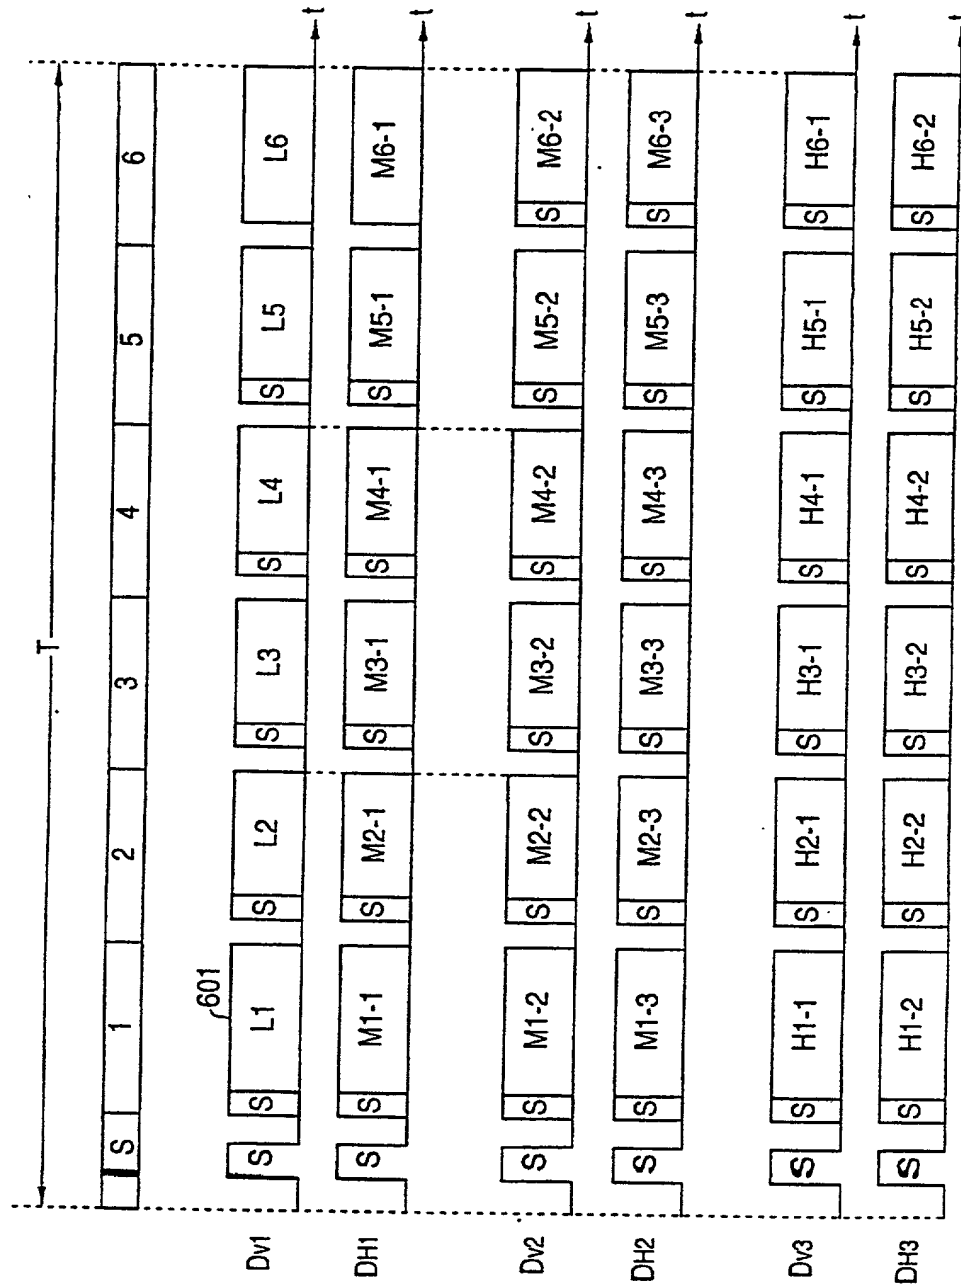 T
S 1 2 3 4 5 6
601
DV1 S S L1 S L2 S L3 S L4 S L5 L6 t
DH1 S S M1-1 S M2-1 S M3-1 S M4-1 S M5-1 M6-1 t
DV2 S S M1-2 S M2-2 S M3-2 S M4-2 S M5-2 S M6-2 t
DH2 S S M1-3 S M2-3 S M3-3 S M4-3 S M5-3 S M6-3 t
DV3 S S H1-1 S H2-1 S H3-1 S H4-1 S H5-1 S H6-1 t
DH3 S S H1-2 S H2-2 S H3-2 S H4-2 S H5-2 S H6-2 t